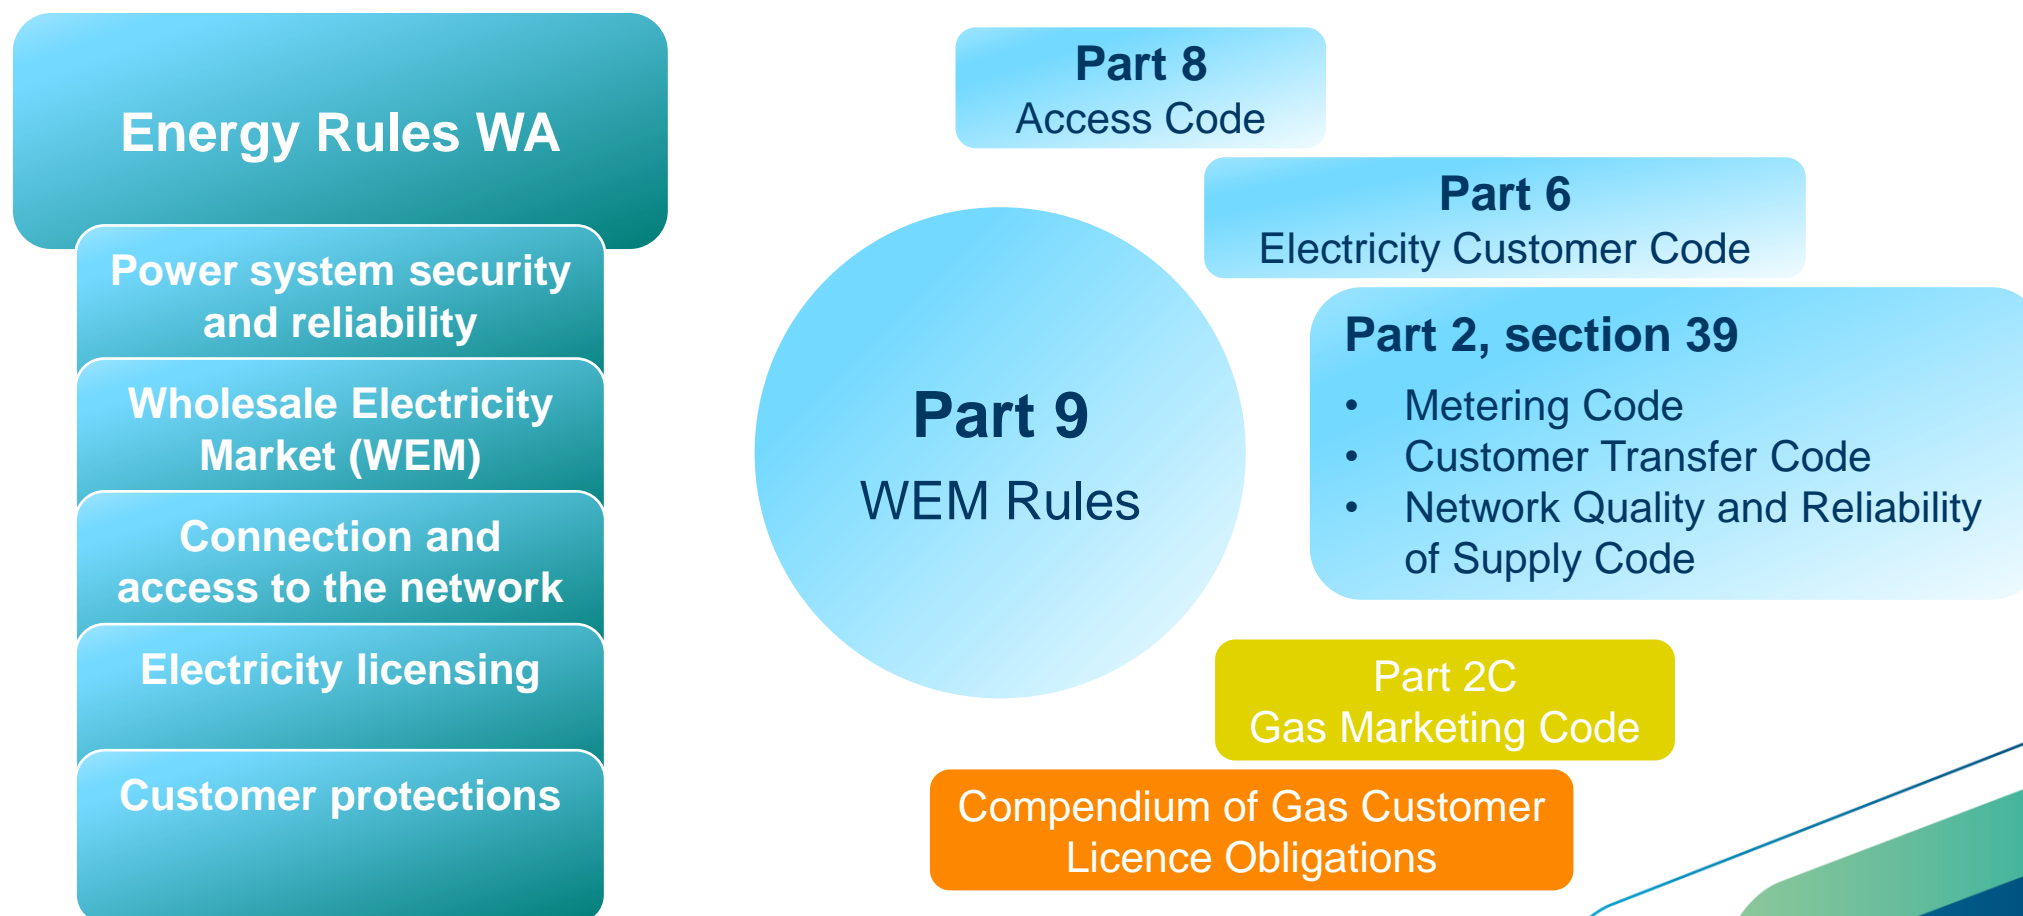 Energy Rules WA
Power system security
and reliability
Wholesale Electricity
Market (WEM)
Connection and
access to the network
Electricity licensing
Customer protections
Part 8
Access Code
Part 6
Electricity Customer Code
Part 9
WEM Rules
Part 2, section 39
• Metering Code
• Customer Transfer Code
• Network Quality and Reliability
of Supply Code
Part 2C
Gas Marketing Code
Compendium of Gas Customer
Licence Obligations